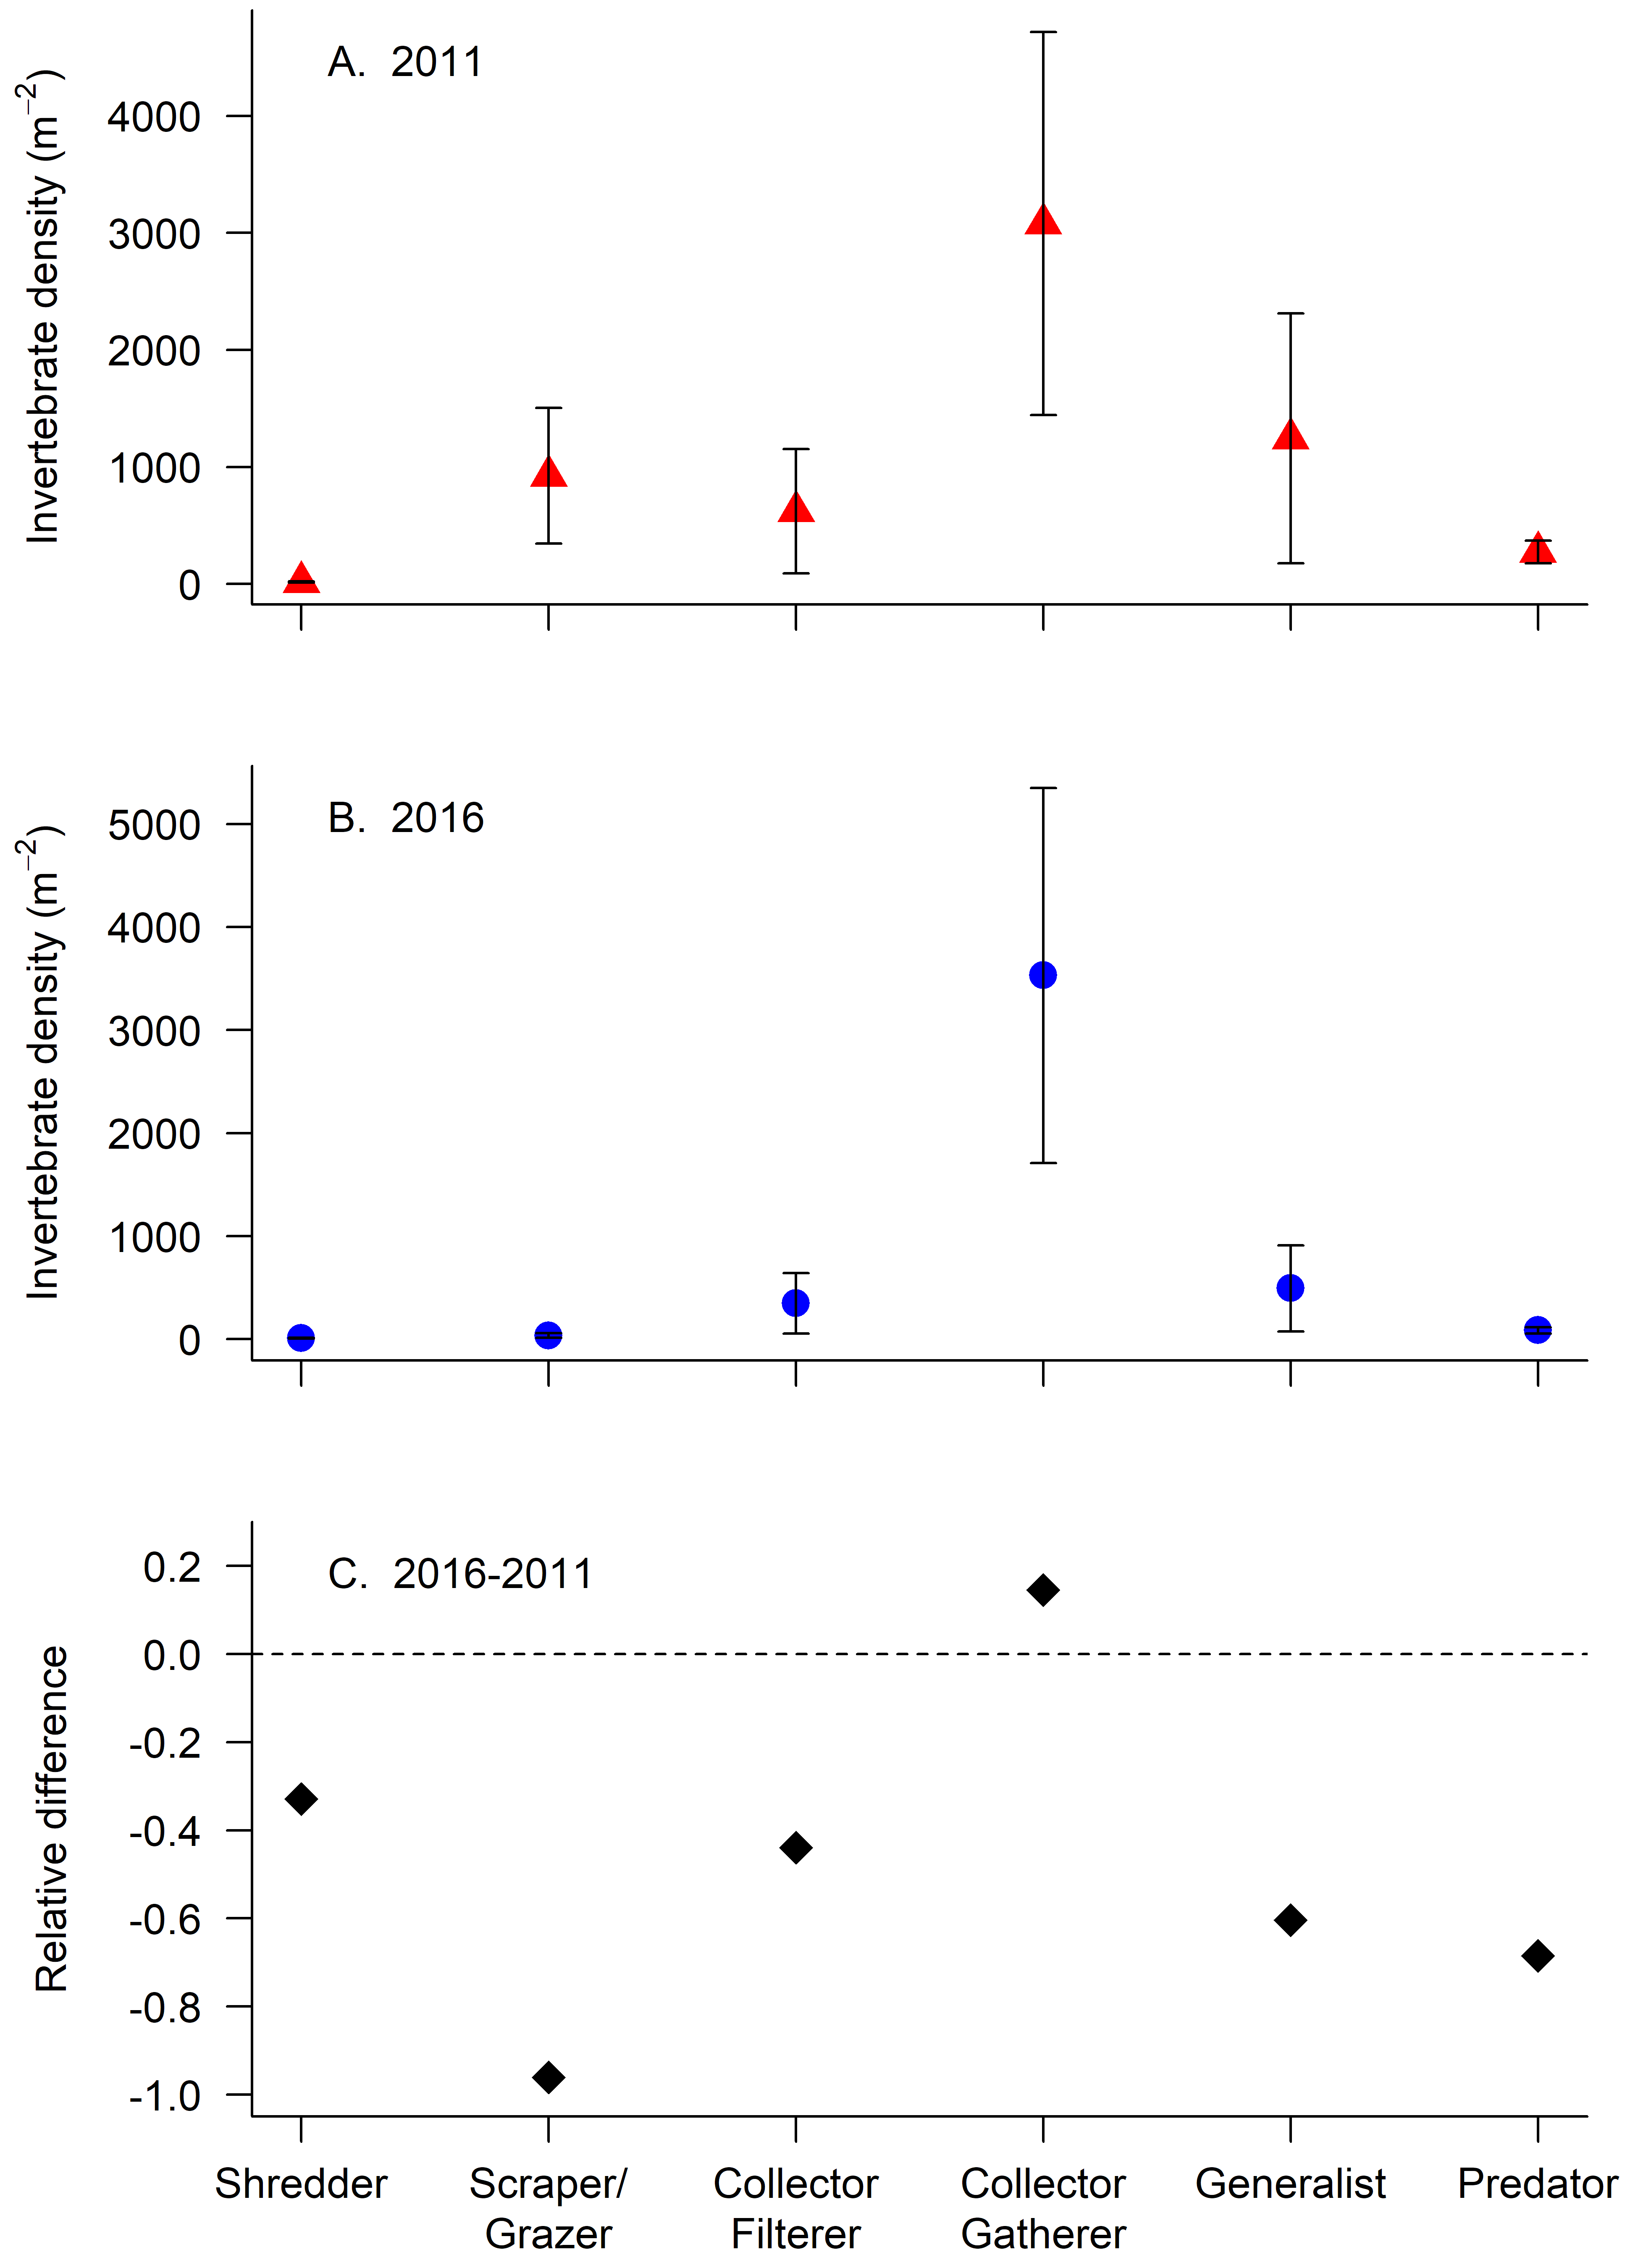 A. 2011
Invertebrate density (m⁻²)
4000
3000
2000
1000
0
B. 2016
Invertebrate density (m⁻²)
5000
4000
3000
2000
1000
0
C. 2016-2011
Relative difference
0.2
0.0
-0.2
-0.4
-0.6
-0.8
-1.0
Shredder
Scraper/
Grazer
Collector
Filterer
Collector
Gatherer
Generalist
Predator